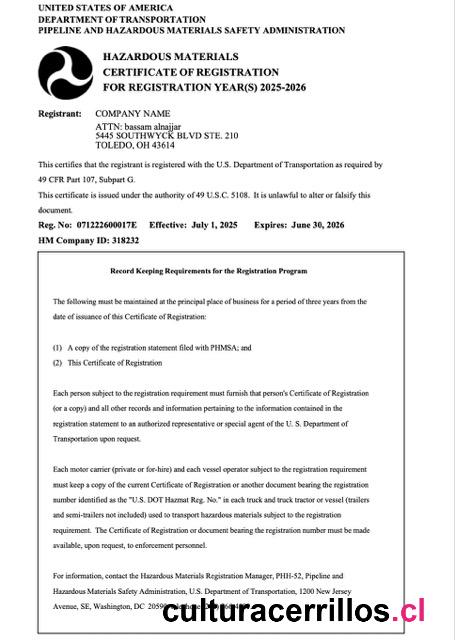 UNITED STATES OF AMERICA
DEPARTMENT OF TRANSPORTATION
PIPELINE AND HAZARDOUS MATERIALS SAFETY ADMINISTRATION
HAZARDOUS MATERIALS
CERTIFICATE OF REGISTRATION
FOR REGISTRATION YEAR(S) 2025-2026
Registrant: COMPANY NAME
ATTN: bassam alnajjar
5445 SOUTHWYCK BLVD STE. 210
TOLEDO, OH 43614
This certifies that the registrant is registered with the U.S. Department of Transportation as required by
49 CFR Part 107, Subpart G.
This certificate is issued under the authority of 49 U.S.C. 5108. It is unlawful to alter or falsify this
document.
Reg. No: 071222600017E Effective: July 1, 2025 Expires: June 30, 2026
HM Company ID: 318232
Record Keeping Requirements for the Registration Program
The following must be maintained at the principal place of business for a period of three years from the
date of issuance of this Certificate of Registration:
(1) A copy of the registration statement filed with PHMSA; and
(2) This Certificate of Registration
Each person subject to the registration requirement must furnish that person's Certificate of Registration
(or a copy) and all other records and information pertaining to the information contained in the
registration statement to an authorized representative or special agent of the U. S. Department of
Transportation upon request.
Each motor carrier (private or for-hire) and each vessel operator subject to the registration requirement
must keep a copy of the current Certificate of Registration or another document bearing the registration
number identified as the "U.S. DOT Hazmat Reg. No." in each truck and truck tractor or vessel (trailers
and semi-trailers not included) used to transport hazardous materials subject to the registration
requirement. The Certificate of Registration or document bearing the registration number must be made
available, upon request, to enforcement personnel.
For information, contact the Hazardous Materials Registration Manager, PHH-52, Pipeline and
Hazardous Materials Safety Administration, U.S. Department of Transportation, 1200 New Jersey
Avenue, SE, Washington, DC 20590,
culturacerrillos.cl